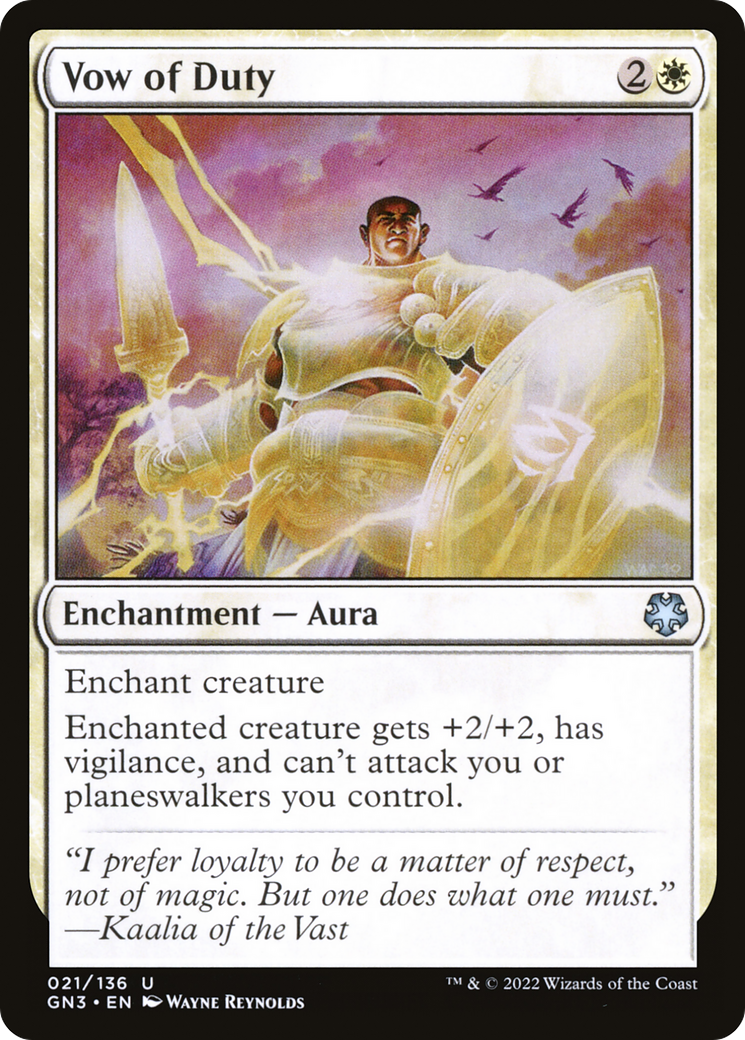 Vow of Duty 2
Enchantment — Aura
Enchant creature
Enchanted creature gets +2/+2, has
vigilance, and can't attack you or
planeswalkers you control.
“I prefer loyalty to be a matter of respect,
not of magic. But one does what one must.”
—Kaalia of the Vast
021/136 U
™ & © 2022 Wizards of the Coast
GN3 • EN Wayne Reynolds